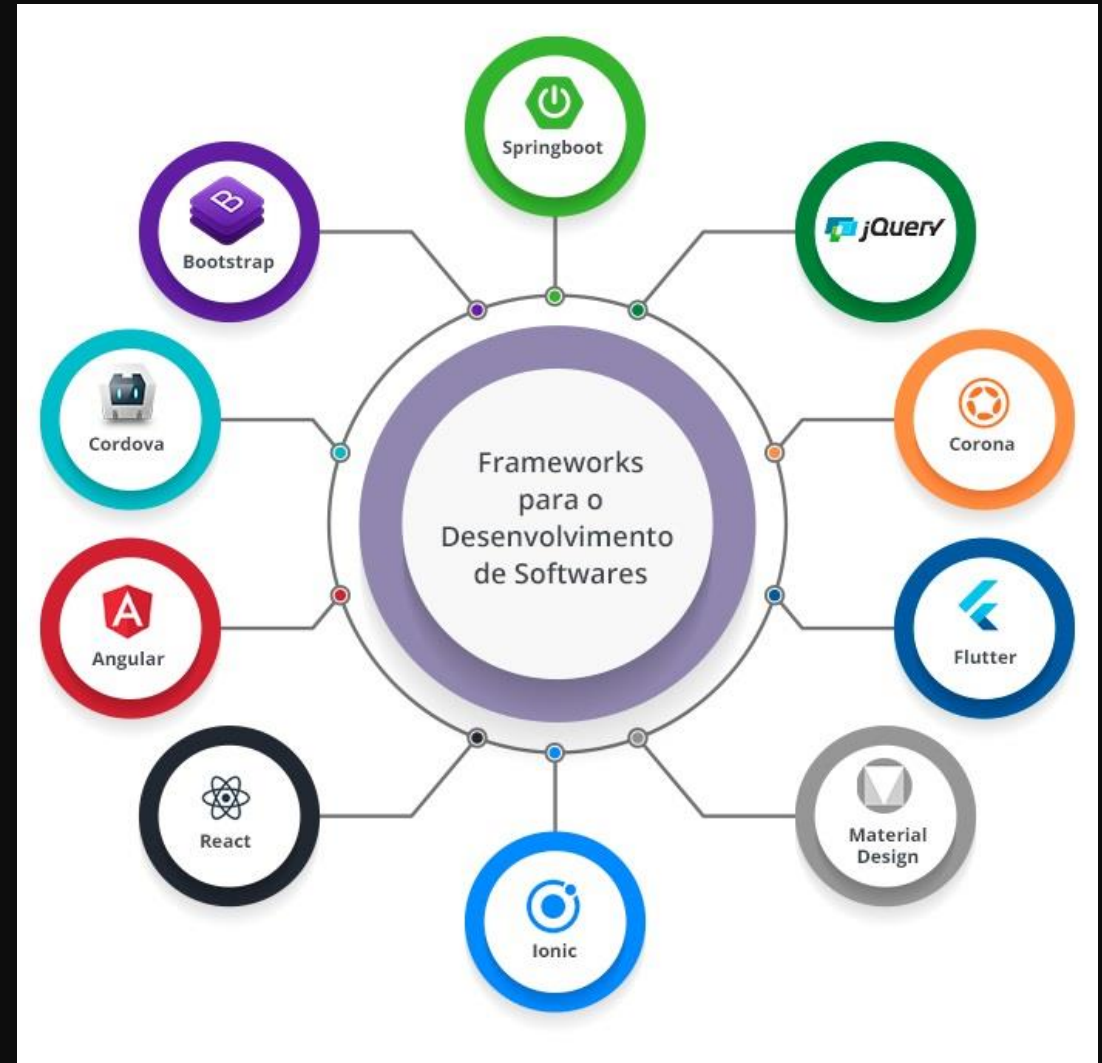 Springboot
Bootstrap
jQuery
Cordova
Corona
Frameworks
para o
Desenvolvimento
de Softwares
Angular
Flutter
React
Material
Design
Ionic